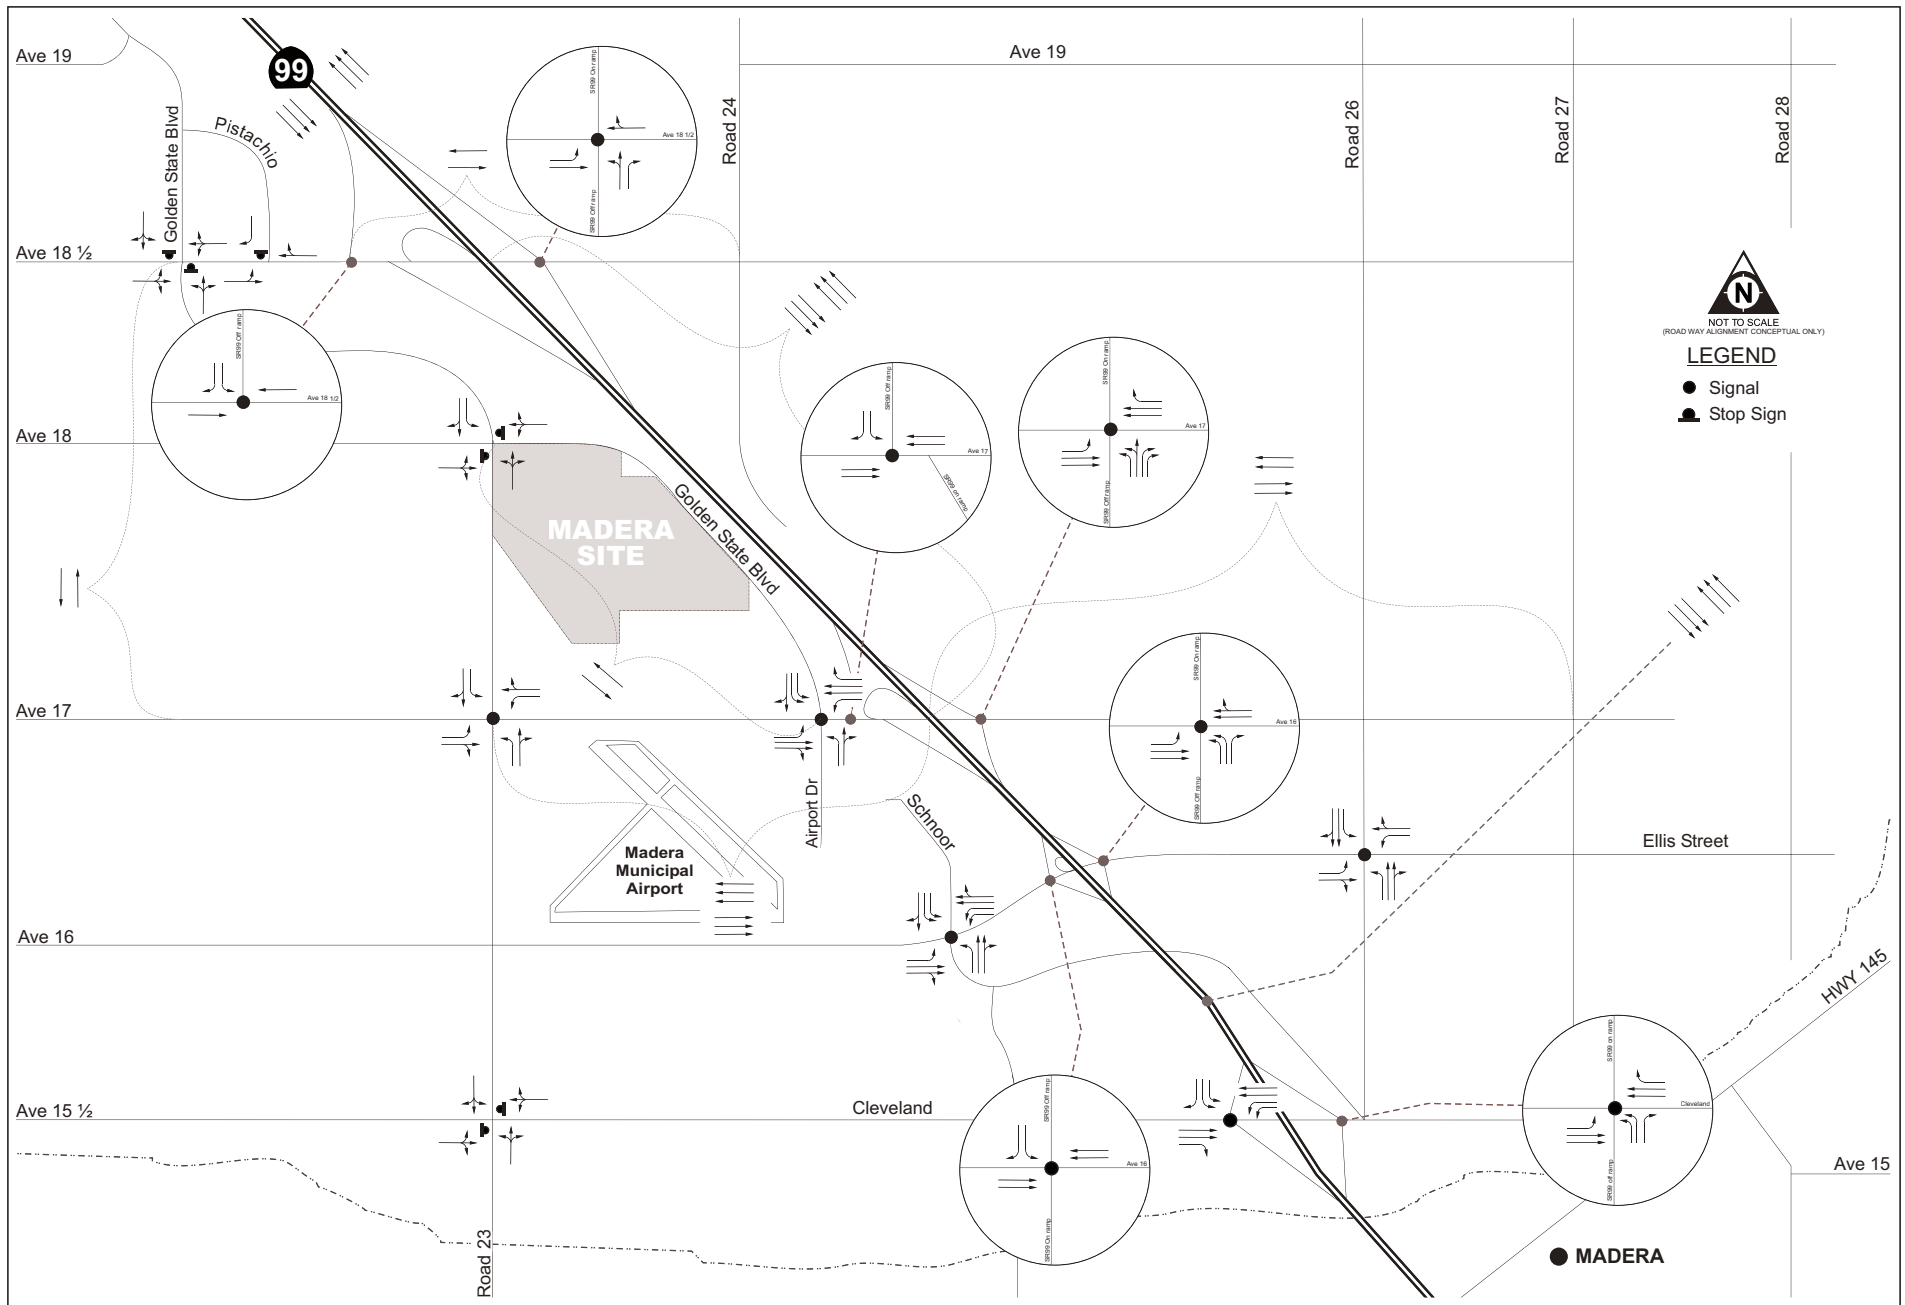 Ave 19
99
Ave 19
Road 24
Road 26
Road 27
Road 28
Golden State Blvd
Pistachio
SR99 On ramp
Ave 18 1/2
SR99 Off ramp
Ave 18 ½
N
NOT TO SCALE
(ROAD WAY ALIGNMENT CONCEPTUAL ONLY)
LEGEND
Signal
Stop Sign
SR99 Off ramp
Ave 18 1/2
SR99 Off ramp
Ave 17
SR99 on ramp
SR99 On ramp
Ave 17
SR99 Off ramp
Ave 18
MADERA
SITE
Golden State Blvd
SR99 On ramp
Ave 16
SR99 Off ramp
Ave 17
Airport Dr
Schnoor
Ellis Street
Madera
Municipal
Airport
Ave 16
HWY 145
Ave 15 ½
Cleveland
SR99 Off ramp
Ave 16
SR99 On ramp
SR99 on ramp
Cleveland
SR99 off ramp
Ave 15
Road 23
MADERA